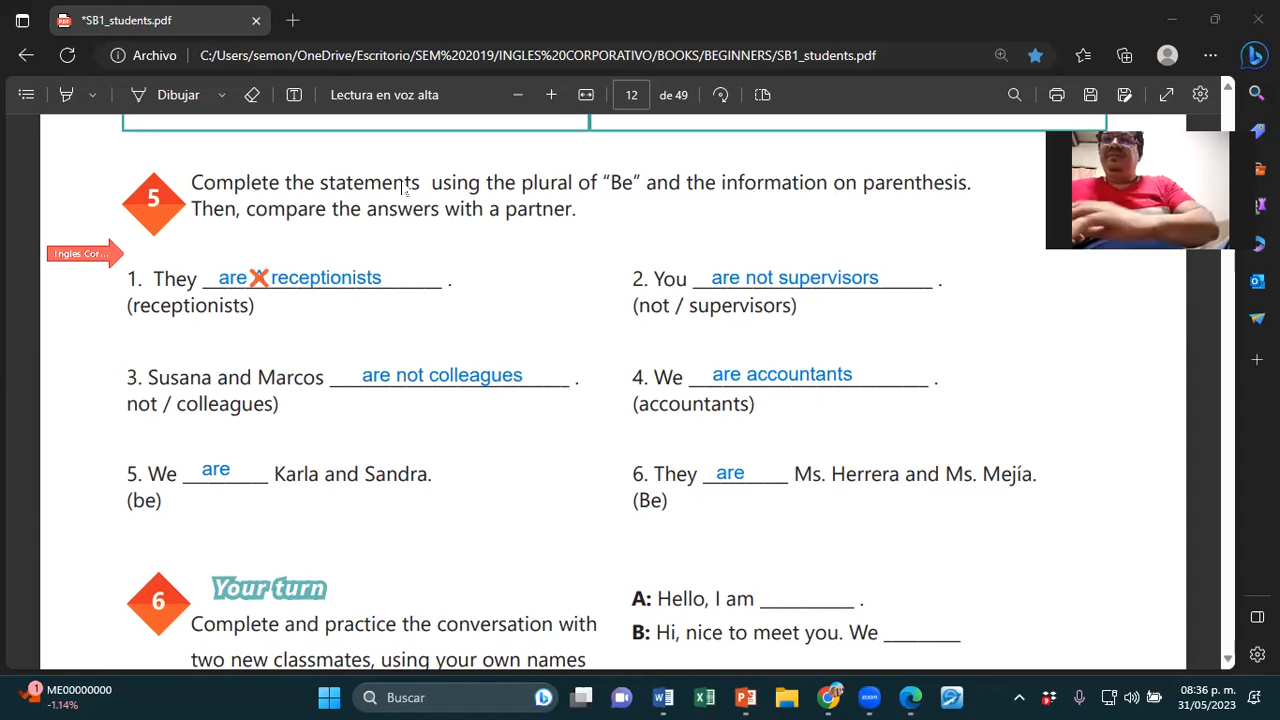 *SB1_students.pdf
Archivo C:/Users/semon/OneDrive/Escritorio/SEM%202019/INGLES%20CORPORATIVO/BOOKS/BEGINNERS/SB1_students.pdf
Dibujar Lectura en voz alta 12 de 49
5 Complete the statements using the plural of “Be” and the information on parenthesis.
Then, compare the answers with a partner.
Ingles Cor...
1. They are receptionists . 2. You are not supervisors .
(receptionists) (not / supervisors)
3. Susana and Marcos are not colleagues . 4. We are accountants .
not / colleagues) (accountants)
5. We are Karla and Sandra. 6. They are Ms. Herrera and Ms. Mejía.
(be) (Be)
6 Your turn
A: Hello, I am __________ .
Complete and practice the conversation with
B: Hi, nice to meet you. We ________
two new classmates, using your own names
1 ME00000000 -1.14%
Buscar
zoom
08:36 p. m.
31/05/2023